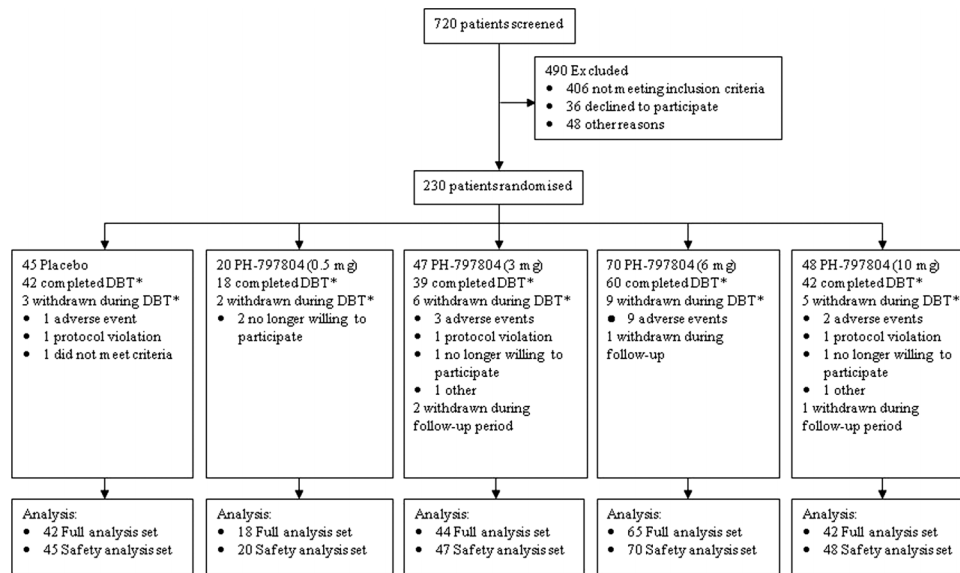 720 patients screened
490 Excluded
• 406 not meeting inclusion criteria
• 36 declined to participate
• 48 other reasons
230 patients randomised
45 Placebo
42 completed DBT*
3 withdrawn during DBT*
• 1 adverse event
• 1 protocol violation
• 1 did not meet criteria
20 PH-797804 (0.5 mg)
18 completed DBT*
2 withdrawn during DBT*
• 2 no longer willing to
participate
47 PH-797804 (3 mg)
39 completed DBT*
6 withdrawn during DBT*
• 3 adverse events
• 1 protocol violation
• 1 no longer willing to
participate
• 1 other
2 withdrawn during
follow-up period
70 PH-797804 (6 mg)
60 completed DBT*
9 withdrawn during DBT*
• 9 adverse events
1 withdrawn during
follow-up
48 PH-797804 (10 mg)
42 completed DBT*
5 withdrawn during DBT*
• 2 adverse events
• 1 protocol violation
• 1 no longer willing to
participate
• 1 other
1 withdrawn during
follow-up period
Analysis:
• 42 Full analysis set
• 45 Safety analysis set
Analysis:
• 18 Full analysis set
• 20 Safety analysis set
Analysis:
• 44 Full analysis set
• 47 Safety analysis set
Analysis:
• 65 Full analysis set
• 70 Safety analysis set
Analysis:
• 42 Full analysis set
• 48 Safety analysis set